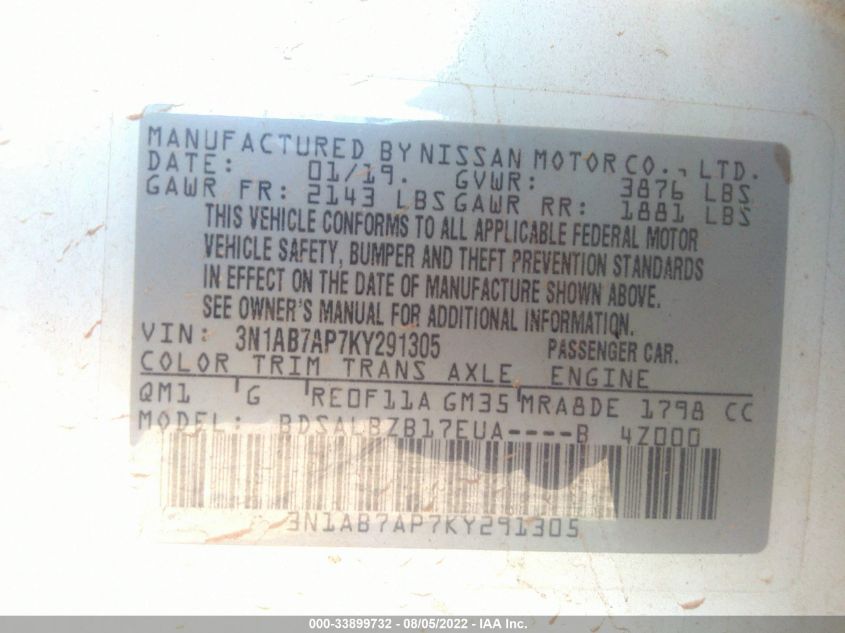 MANUFACTURED BY NISSAN MOTOR CO., LTD.
DATE: 01/19. GVWR: 3876 LBS
GAWR FR: 2143 LBS GAWR RR: 1881 LBS
THIS VEHICLE CONFORMS TO ALL APPLICABLE FEDERAL MOTOR
VEHICLE SAFETY, BUMPER AND THEFT PREVENTION STANDARDS
IN EFFECT ON THE DATE OF MANUFACTURE SHOWN ABOVE.
SEE OWNER'S MANUAL FOR ADDITIONAL INFORMATION.
VIN: 3N1AB7AP7KY291305 PASSENGER CAR.
COLOR TRIM TRANS AXLE ENGINE
QM1 G RE0F11A GM35 MRA8DE 1798 CC
MODEL: BDSALBZB17EUA----B 4Z000
3N1AB7AP7KY291305
000-33899732 - 08/05/2022 - IAA Inc.